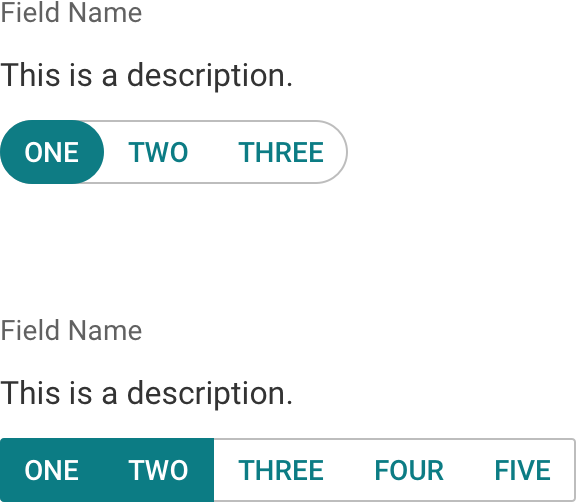 Field Name
This is a description.
ONE TWO THREE
Field Name
This is a description.
ONE TWO THREE FOUR FIVE